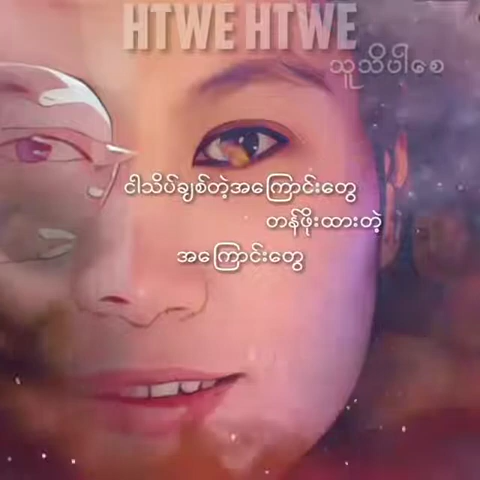 HTWE HTWE
သူသိပါစေ
ငါသိပ်ချစ်တဲ့အကြောင်းတွေ
တန်ဖိုးထားတဲ့
အကြောင်းတွေ